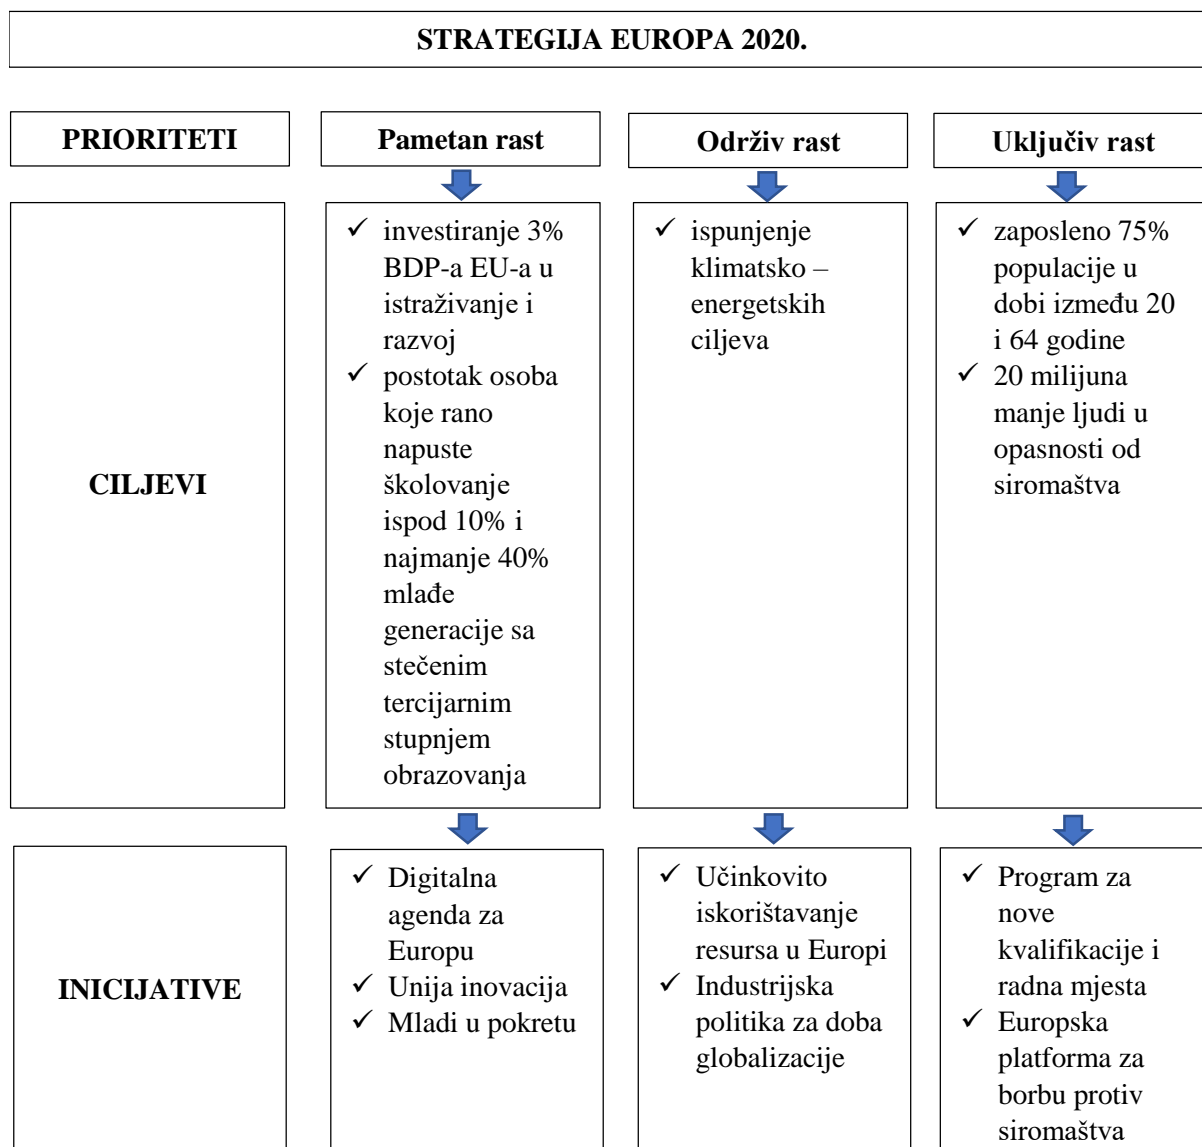 STRATEGIJA EUROPA 2020.
PRIORITETI
Pametan rast
Održiv rast
Uključiv rast
CILJEVI
✓ investiranje 3%
BDP-a EU-a u
istraživanje i
razvoj
✓ postotak osoba
koje rano
napuste
školovanje
ispod 10% i
najmanje 40%
mlađe
generacije sa
stečenim
tercijarnim
stupnjem
obrazovanja
✓ ispunjenje
klimatsko –
energetskih
ciljeva
✓ zaposleno 75%
populacije u
dobi između 20
i 64 godine
✓ 20 milijuna
manje ljudi u
opasnosti od
siromaštva
INICIJATIVE
✓ Digitalna
agenda za
Europu
✓ Unija inovacija
✓ Mladi u pokretu
✓ Učinkovito
iskorištavanje
resursa u Europi
✓ Industrijska
politika za doba
globalizacije
✓ Program za
nove
kvalifikacije i
radna mjesta
✓ Europska
platforma za
borbu protiv
siromaštva